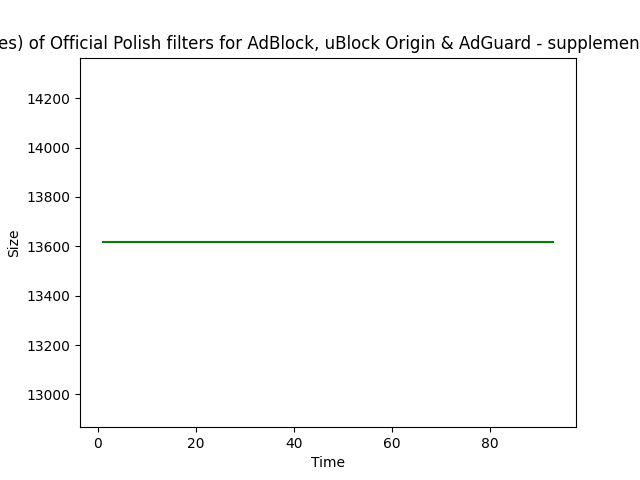 es) of Official Polish filters for AdBlock, uBlock Origin & AdGuard - supplemen
14200
14000
13800
13600
13400
13200
13000
Size
0 20 40 60 80
Time